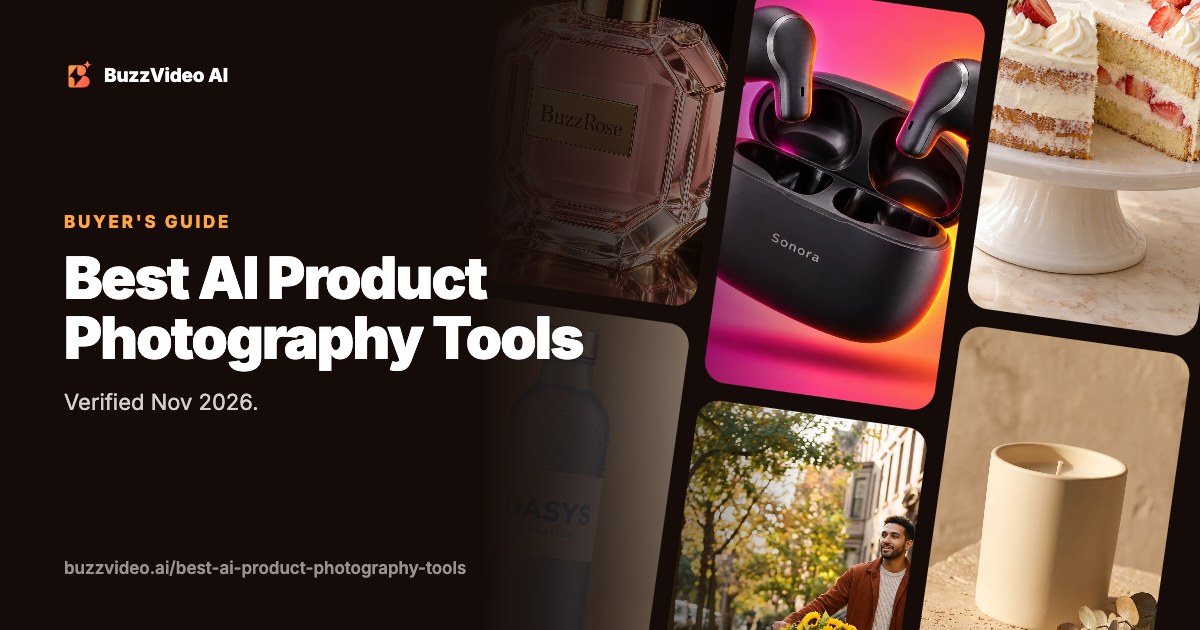 BuzzVideo AI
BUYER'S GUIDE
Best AI Product
Photography Tools
Verified Nov 2026.
buzzvideo.ai/best-ai-product-photography-tools
BuzzRose
Sonora
OASYS